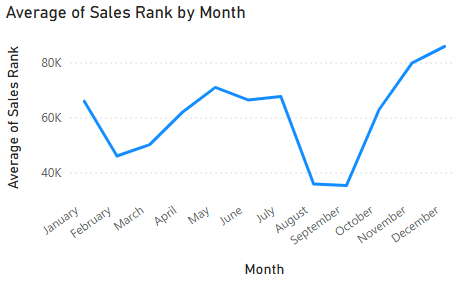 Average of Sales Rank by Month
Average of Sales Rank
80K
60K
40K
January
February
March
April
May
June
July
August
September
October
November
December
Month